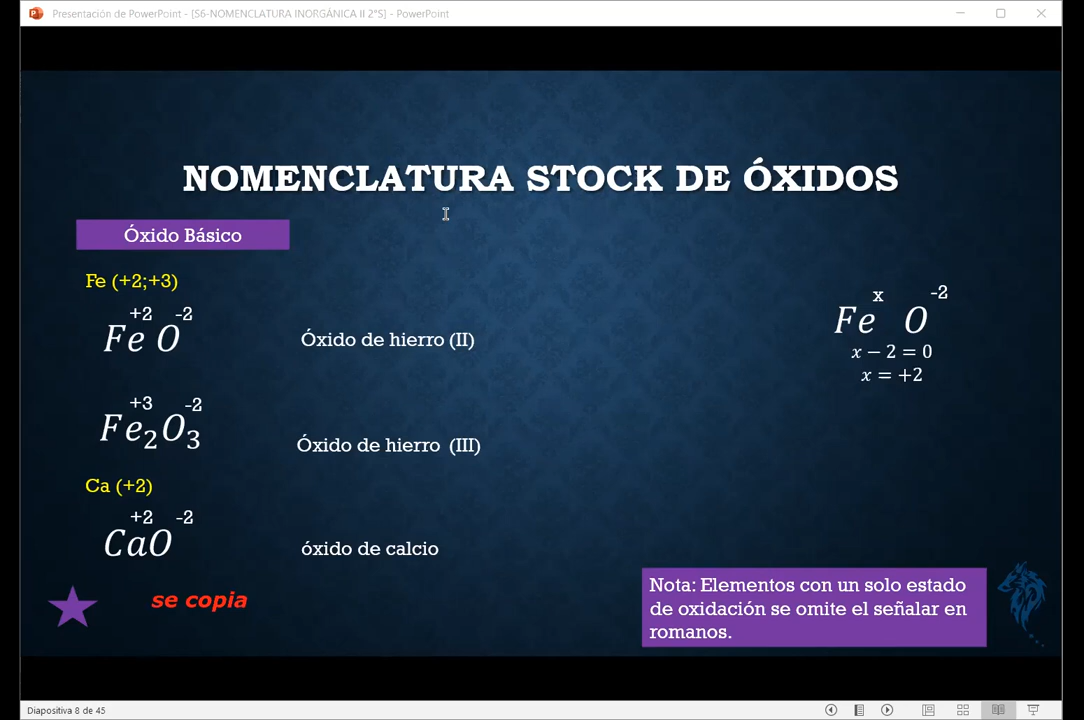 Presentación de PowerPoint - [S6-NOMENCLATURA INORGÁNICA II 2°S] - PowerPoint
NOMENCLATURA STOCK DE ÓXIDOS
Óxido Básico
Fe (+2;+3)
+2 -2
Fe O
Óxido de hierro (II)
x -2
Fe O
x − 2 = 0
x = +2
+3 -2
Fe₂O₃
Óxido de hierro (III)
Ca (+2)
+2 -2
CaO
óxido de calcio
se copia
Nota: Elementos con un solo estado
de oxidación se omite el señalar en
romanos.
Diapositiva 8 de 45